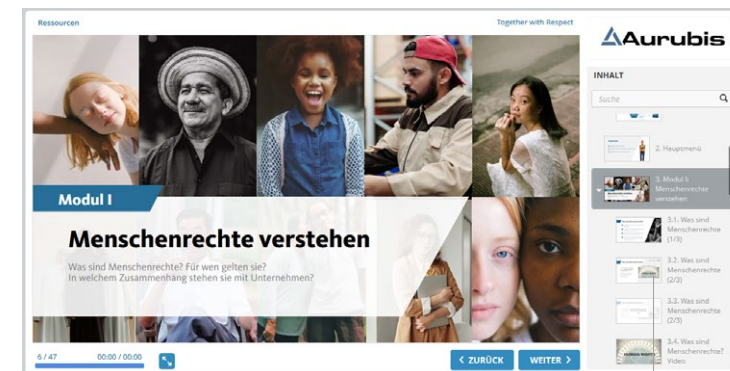 Ressourcen
Together with Respect
Aurubis
INHALT
Suche
2. Hauptmenü
3. Modul I:
Menschenrechte
verstehen
3.1. Was sind
Menschenrechte
(1/3)
3.2. Was sind
Menschenrechte
(2/3)
3.3. Was sind
Menschenrechte
(2/3)
3.4. Was sind
Menschenrechte?
Video
Modul I
Menschenrechte verstehen
Was sind Menschenrechte? Für wen gelten sie?
In welchem Zusammenhang stehen sie mit Unternehmen?
6 / 47
00:00 / 00:00
ZURÜCK
WEITER